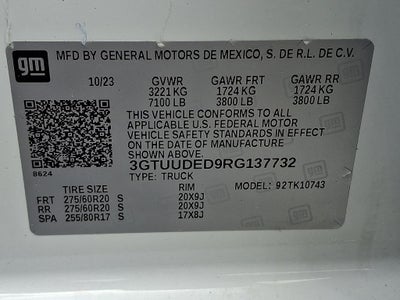 gm
MFD BY GENERAL MOTORS DE MEXICO, S. DE R.L. DE C.V.
10/23 GVWR GAWR FRT GAWR RR
3221 KG 1724 KG 1724 KG
7100 LB 3800 LB 3800 LB
THIS VEHICLE CONFORMS TO ALL
APPLICABLE U.S. FEDERAL MOTOR
VEHICLE SAFETY STANDARDS IN EFFECT
ON THE DATE OF MANUFACTURE
SHOWN ABOVE.
8624 3GTUUDED9RG137732
TYPE: TRUCK MODEL: 92TK10743
TIRE SIZE RIM
FRT 275/60R20 S 20X9J
RR 275/60R20 S 20X9J
SPA 255/80R17 S 17X8J